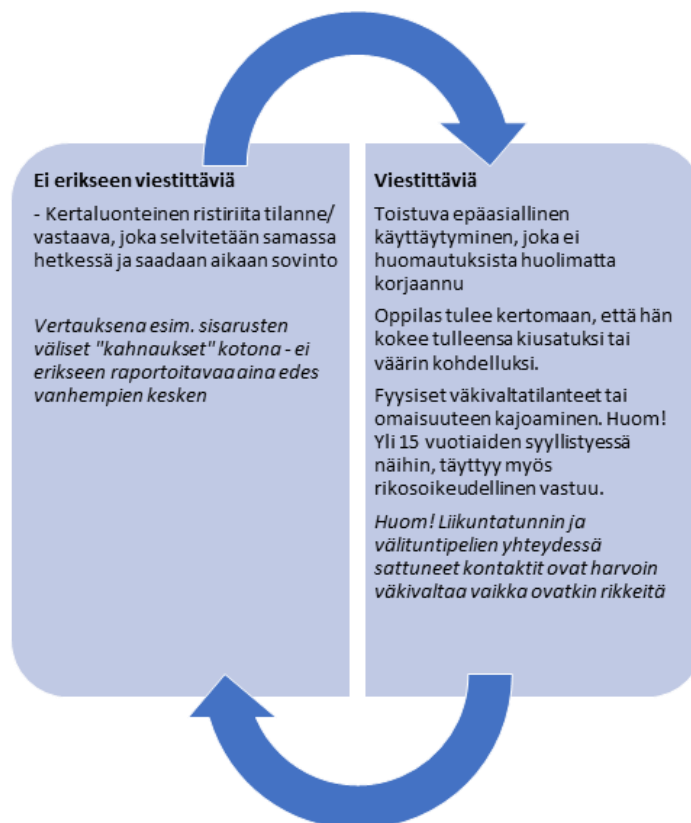 Ei erikseen viestittäviä
- Kertaluonteinen ristiriita tilanne/
vastaava, joka selvitetään samassa
hetkessä ja saadaan aikaan sovinto
Vertauksena esim. sisarusten
väliset "kahnaukset" kotona - ei
erikseen raportoitavaa aina edes
vanhempien kesken
Viestittäviä
Toistuva epäasiallinen
käyttäytyminen, joka ei
huomautuksista huolimatta
korjaannu
Oppilas tulee kertomaan, että hän
kokee tulleensa kiusatuksi tai
väärin kohdelluksi.
Fyysiset väkivaltatilanteet tai
omaisuuteen kajoaminen. Huom!
Yli 15 vuotiaiden syyllistyessä
näihin, täyttyy myös
rikosoikeudellinen vastuu.
Huom! Liikuntatunnin ja
välituntipelien yhteydessä
sattuneet kontaktit ovat harvoin
väkivaltaa vaikka ovatkin rikkeitä